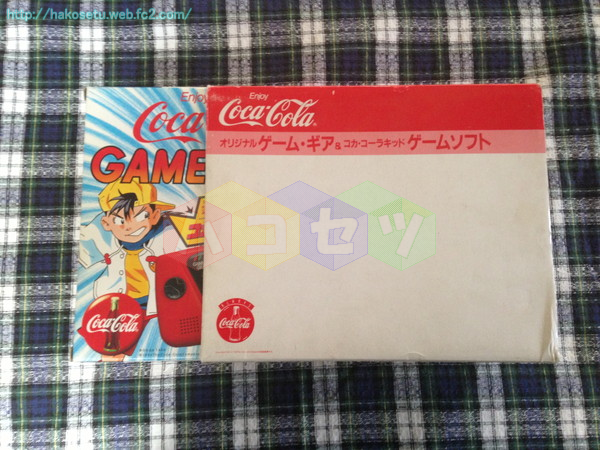 http://hakosetu.web.fc2.com/
Enjoy
Coca-Cola
オリジナル ゲーム・ギア & コカ・コーラキッド ゲームソフト
Enjoy
Coca
GAME
ハコセツ
Coca-Cola
Coca-Cola